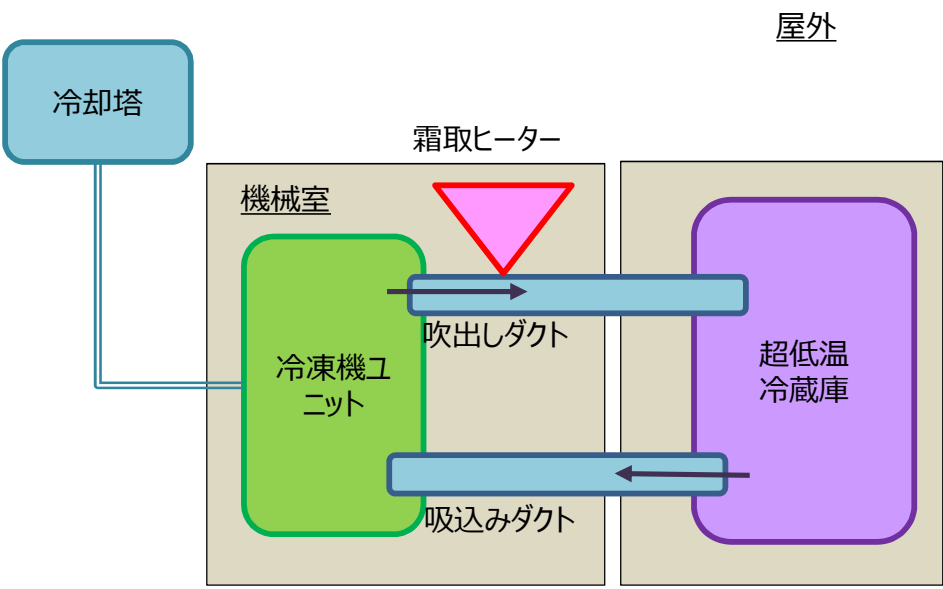 屋外
冷却塔
霜取ヒーター
機械室
吹出しダクト
冷凍機ユ
ニット
超低温
冷蔵庫
吸込みダクト